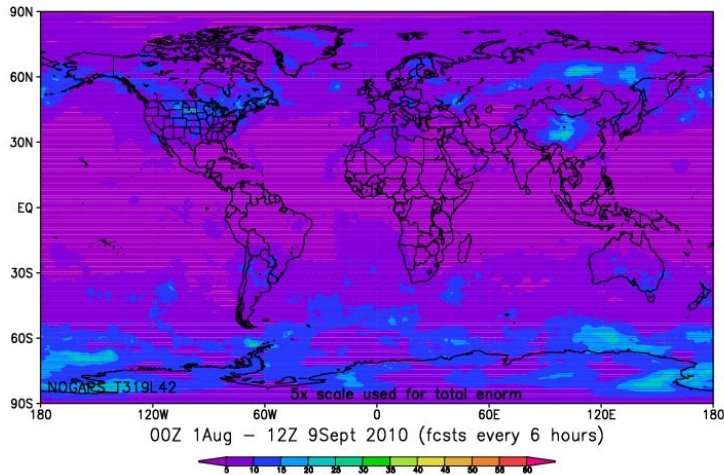 90N
60N
30N
EQ
30S
60S
90S
NOGAPS T319L42
5x scale used for total enorm
180 120W 60W 0 60E 120E 180
00Z 1Aug – 12Z 9Sept 2010 (fcsts every 6 hours)
5 10 15 20 25 30 35 40 45 50 55 60